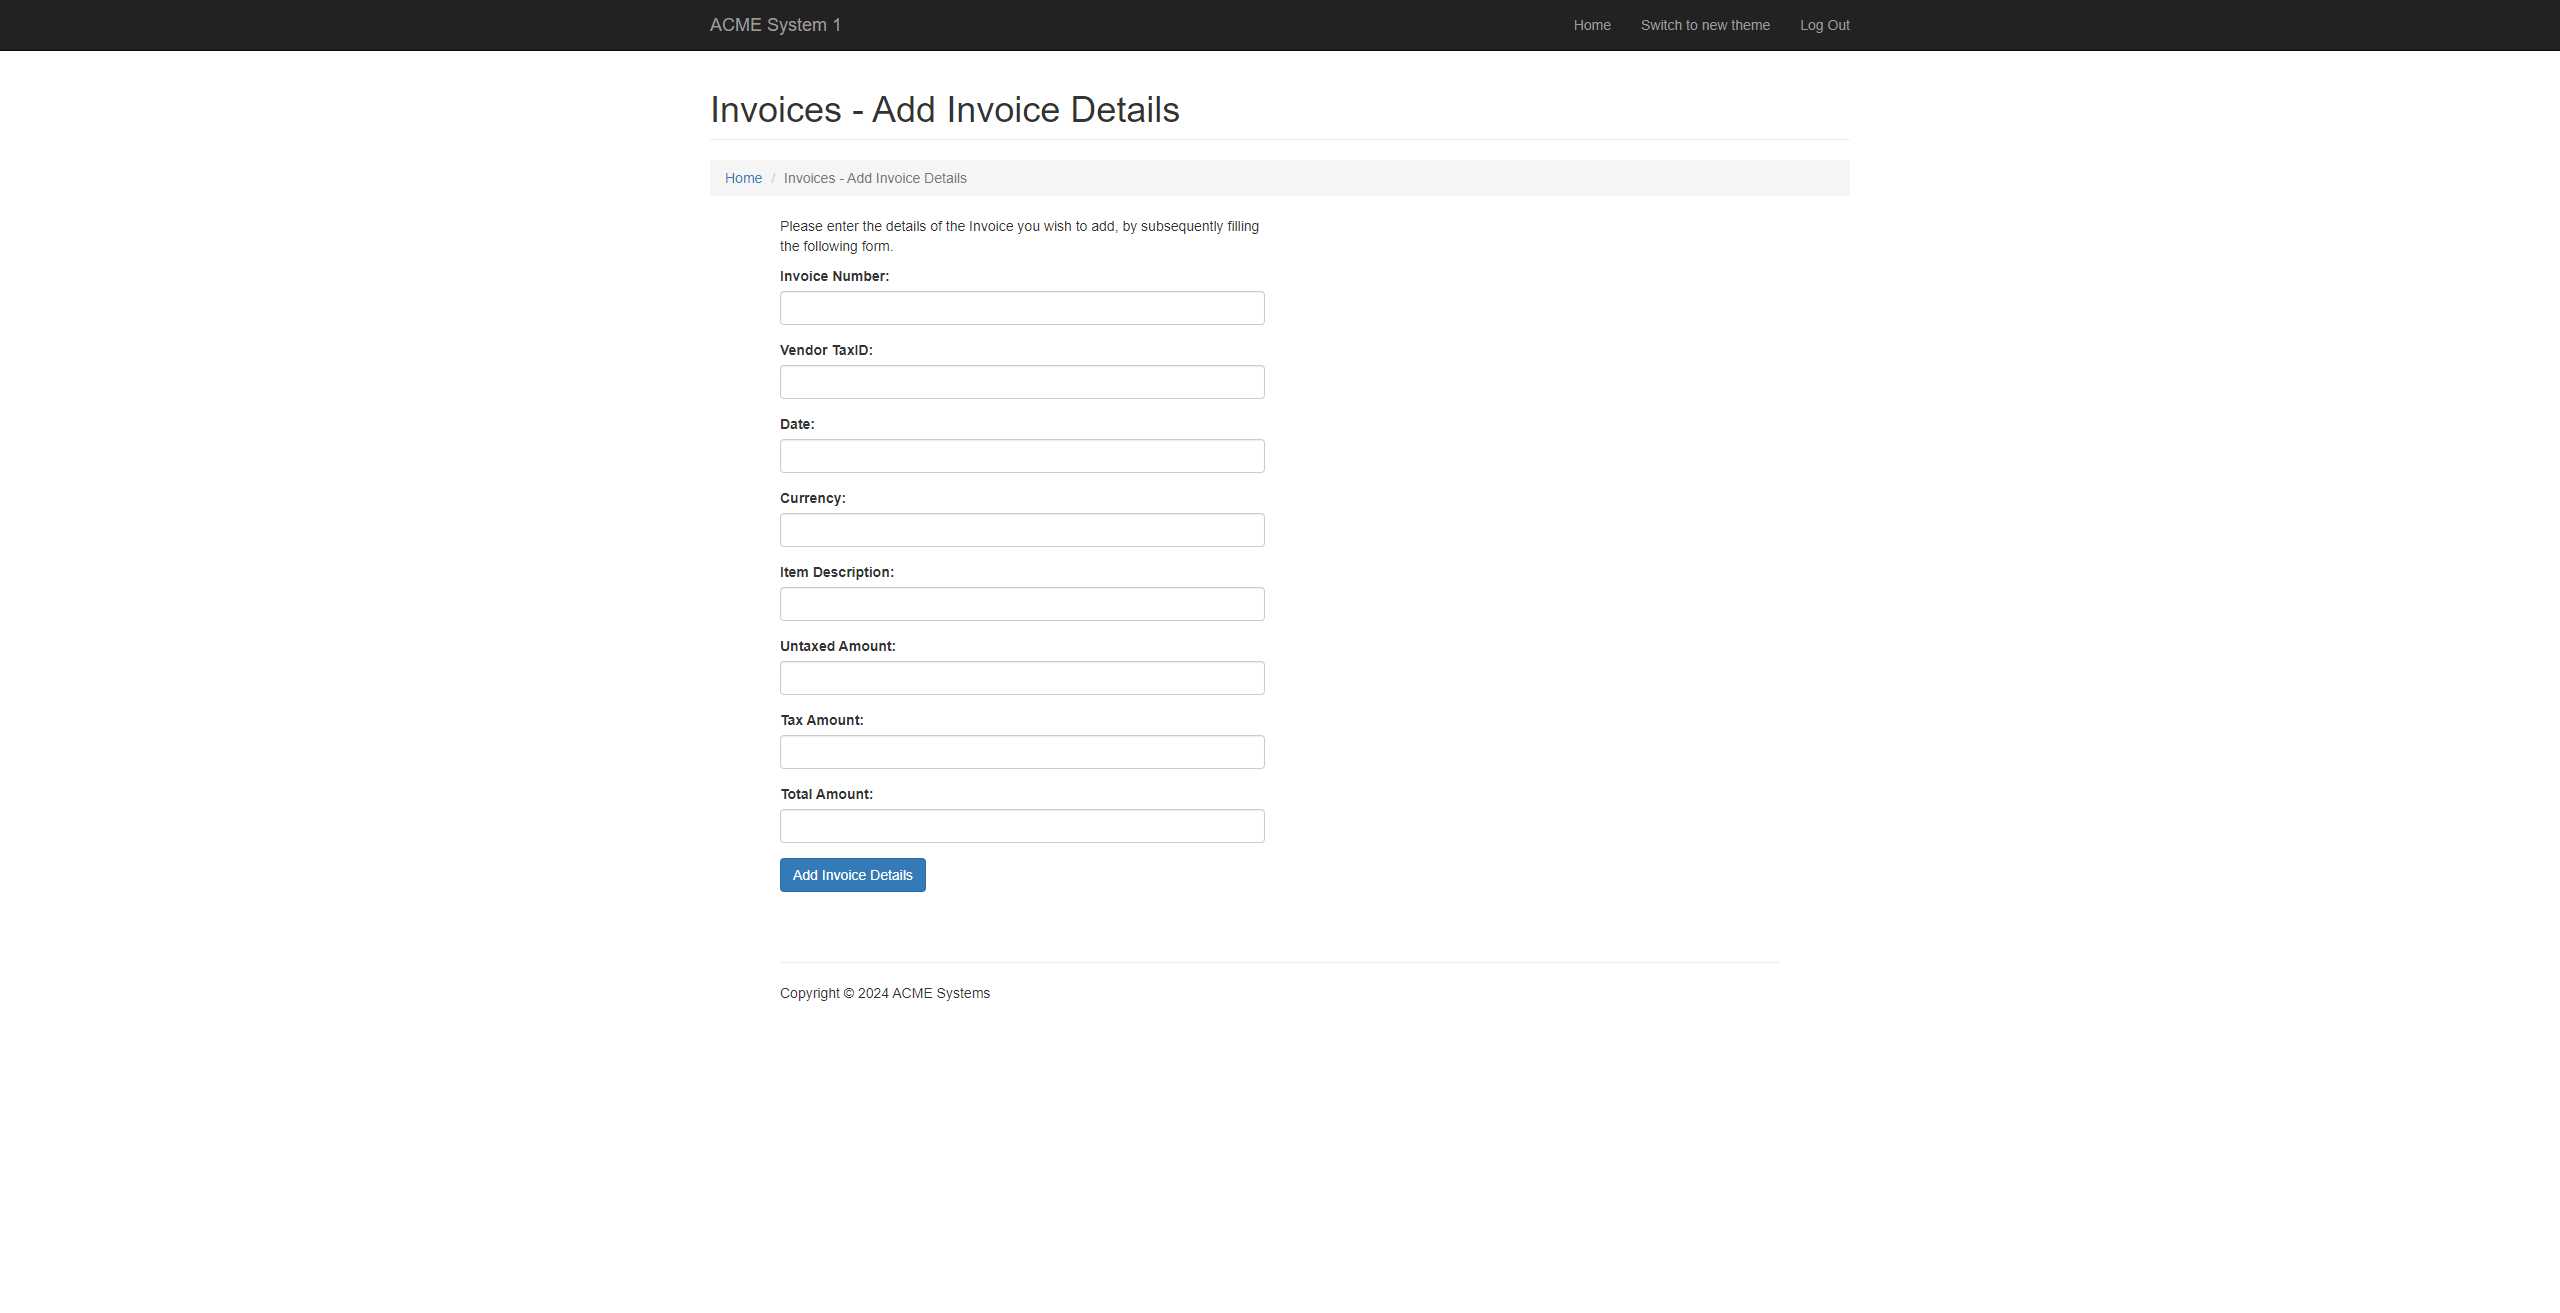 ACME System 1
Home
Switch to new theme
Log Out
Invoices - Add Invoice Details
Home / Invoices - Add Invoice Details
Please enter the details of the Invoice you wish to add, by subsequently filling
the following form.
Invoice Number:
Vendor TaxID:
Date:
Currency:
Item Description:
Untaxed Amount:
Tax Amount:
Total Amount:
Add Invoice Details
Copyright © 2024 ACME Systems